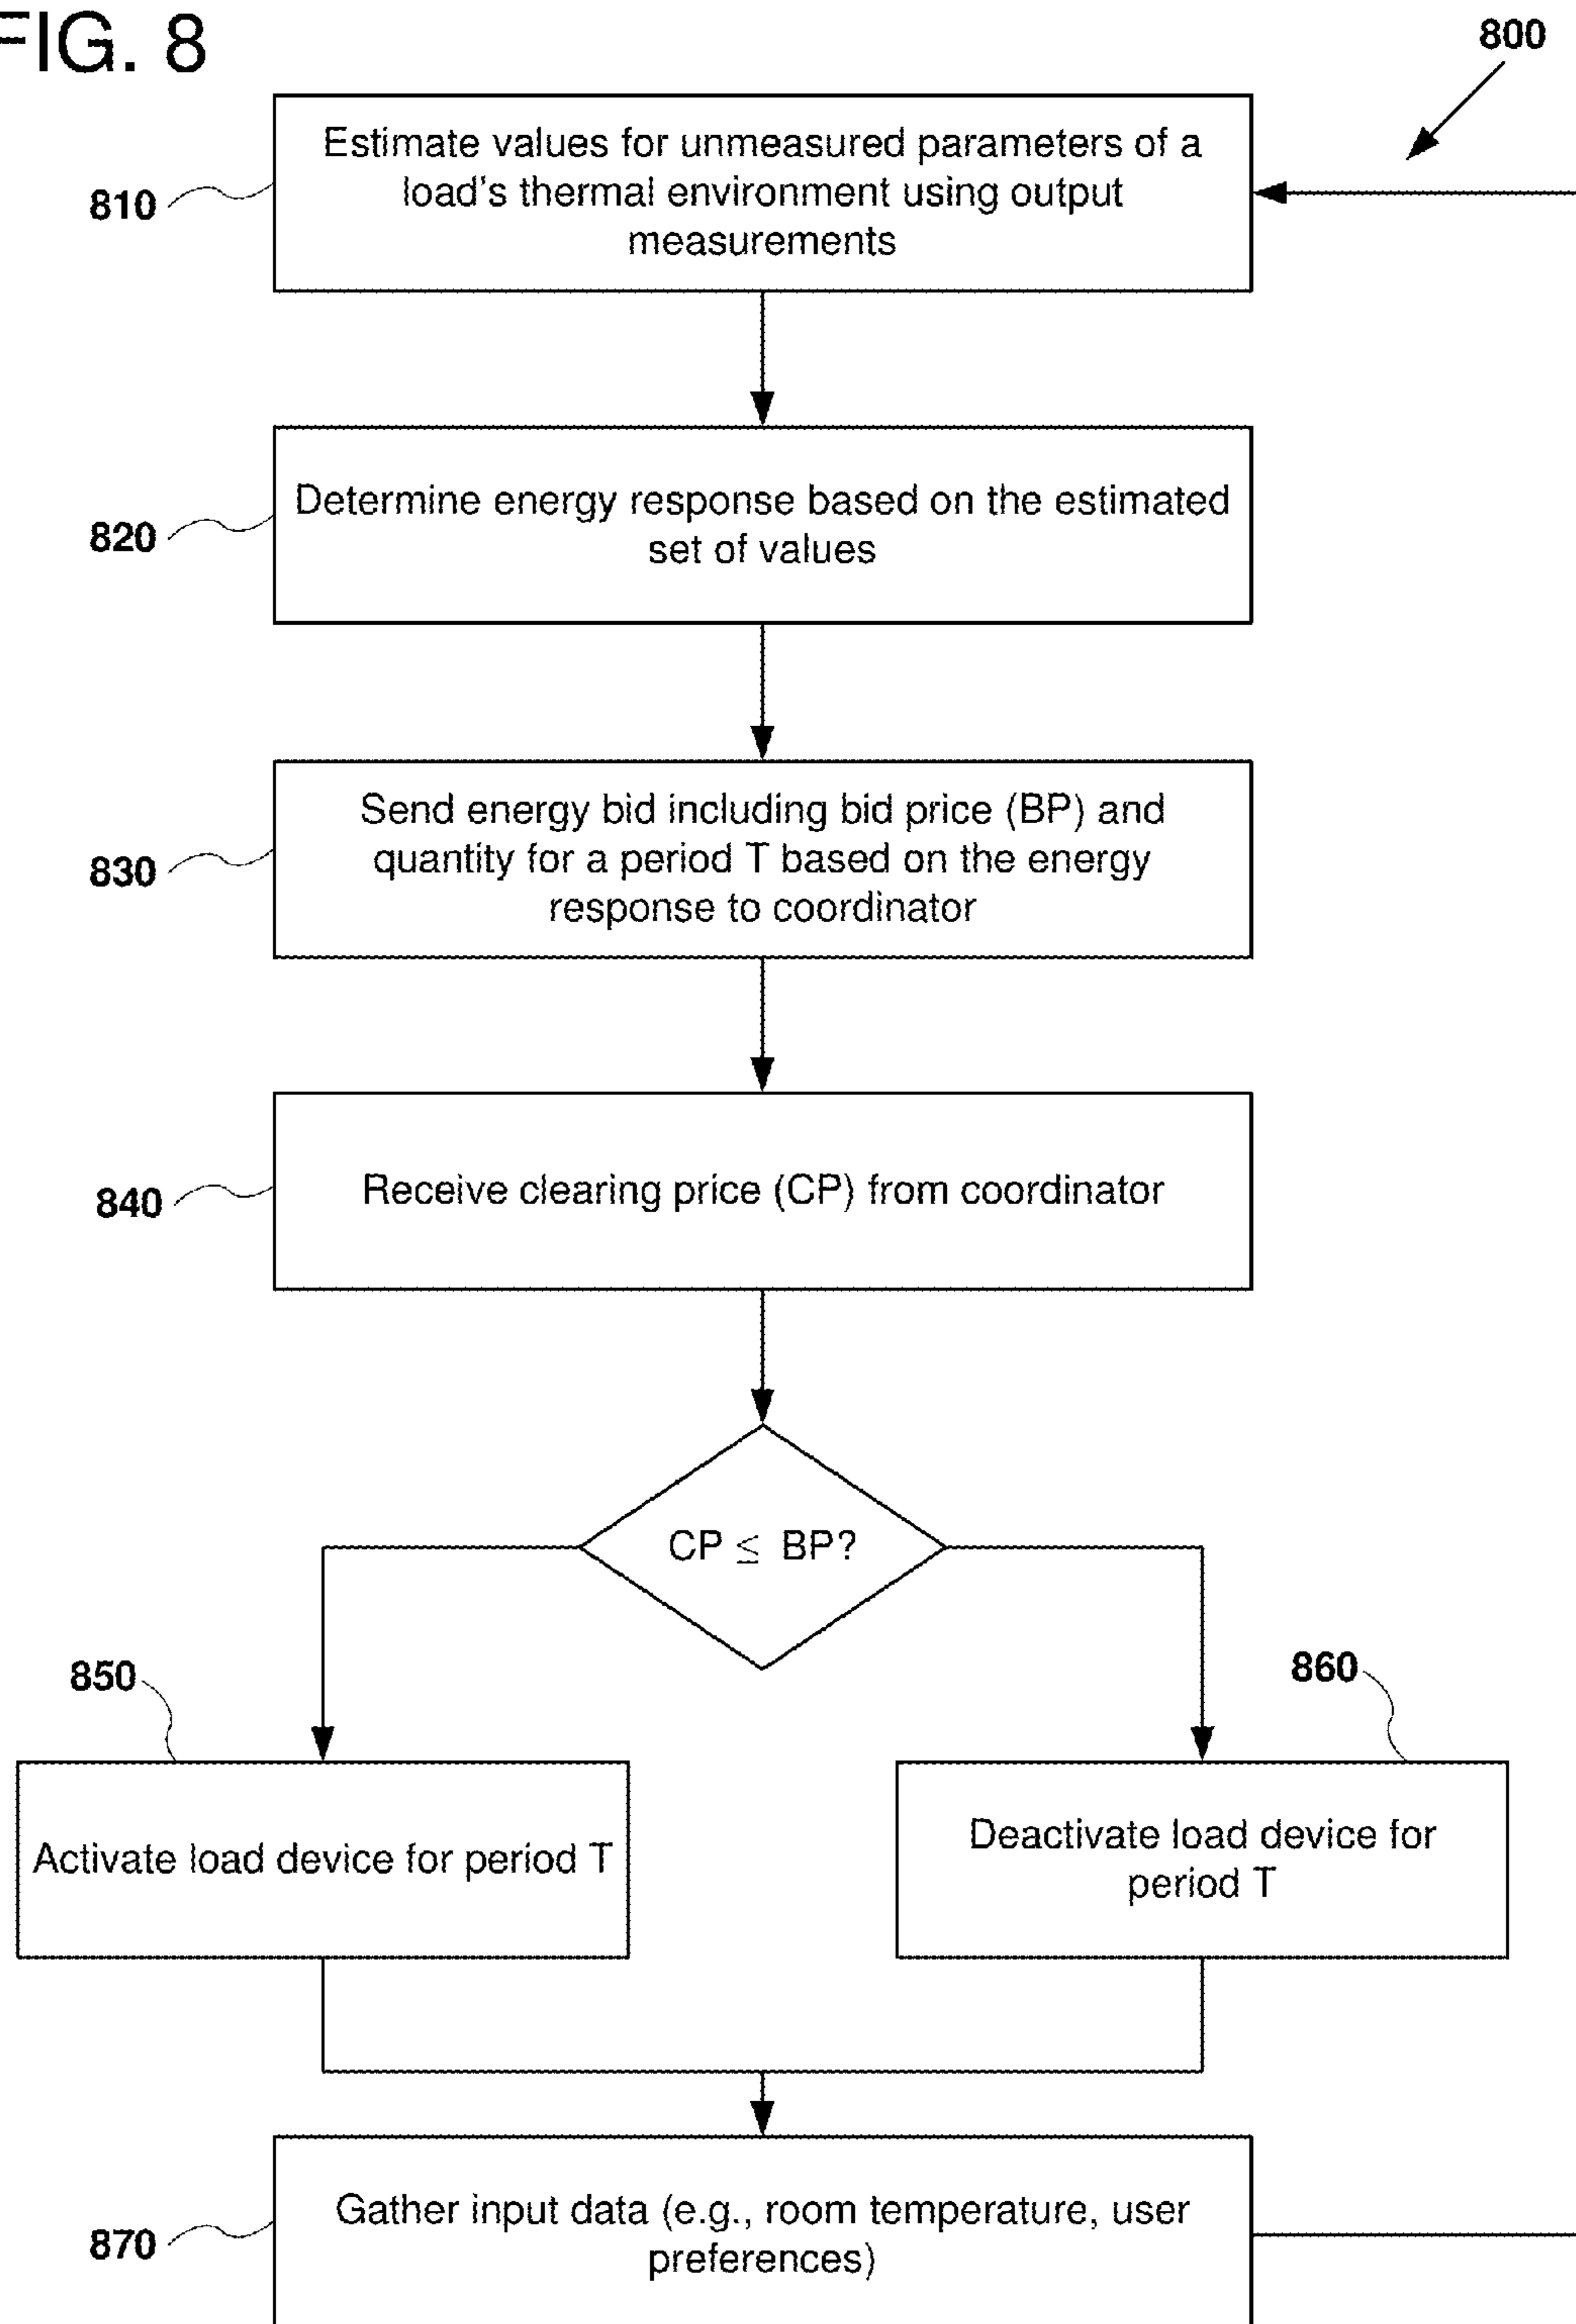 FIG. 8
800
Estimate values for unmeasured parameters of a
load's thermal environment using output
measurements
810
Determine energy response based on the estimated
set of values
820
Send energy bid including bid price (BP) and
quantity for a period T based on the energy
response to coordinator
830
Receive clearing price (CP) from coordinator
840
CP ≤ BP?
850
860
Activate load device for period T
Deactivate load device for
period T
Gather input data (e.g., room temperature, user
preferences)
870